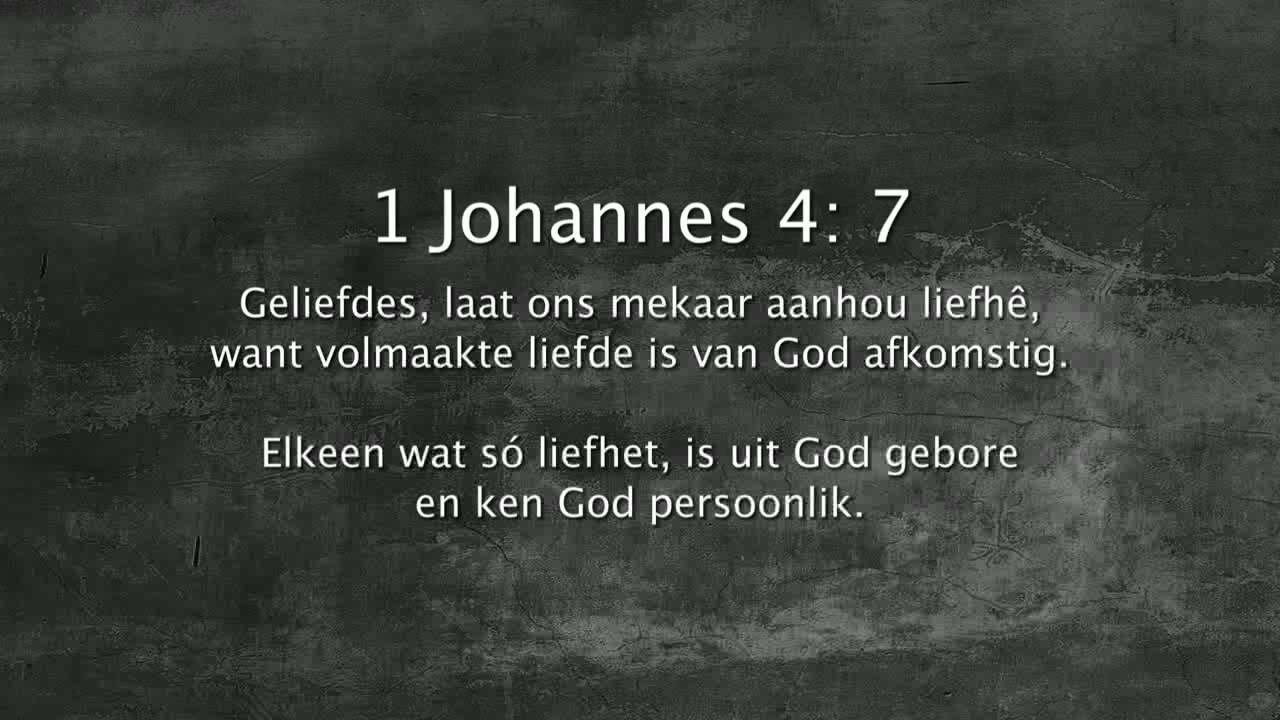 1 Johannes 4: 7
Geliefdes, laat ons mekaar aanhou liefhê,
want volmaakte liefde is van God afkomstig.
Elkeen wat só liefhet, is uit God gebore
en ken God persoonlik.